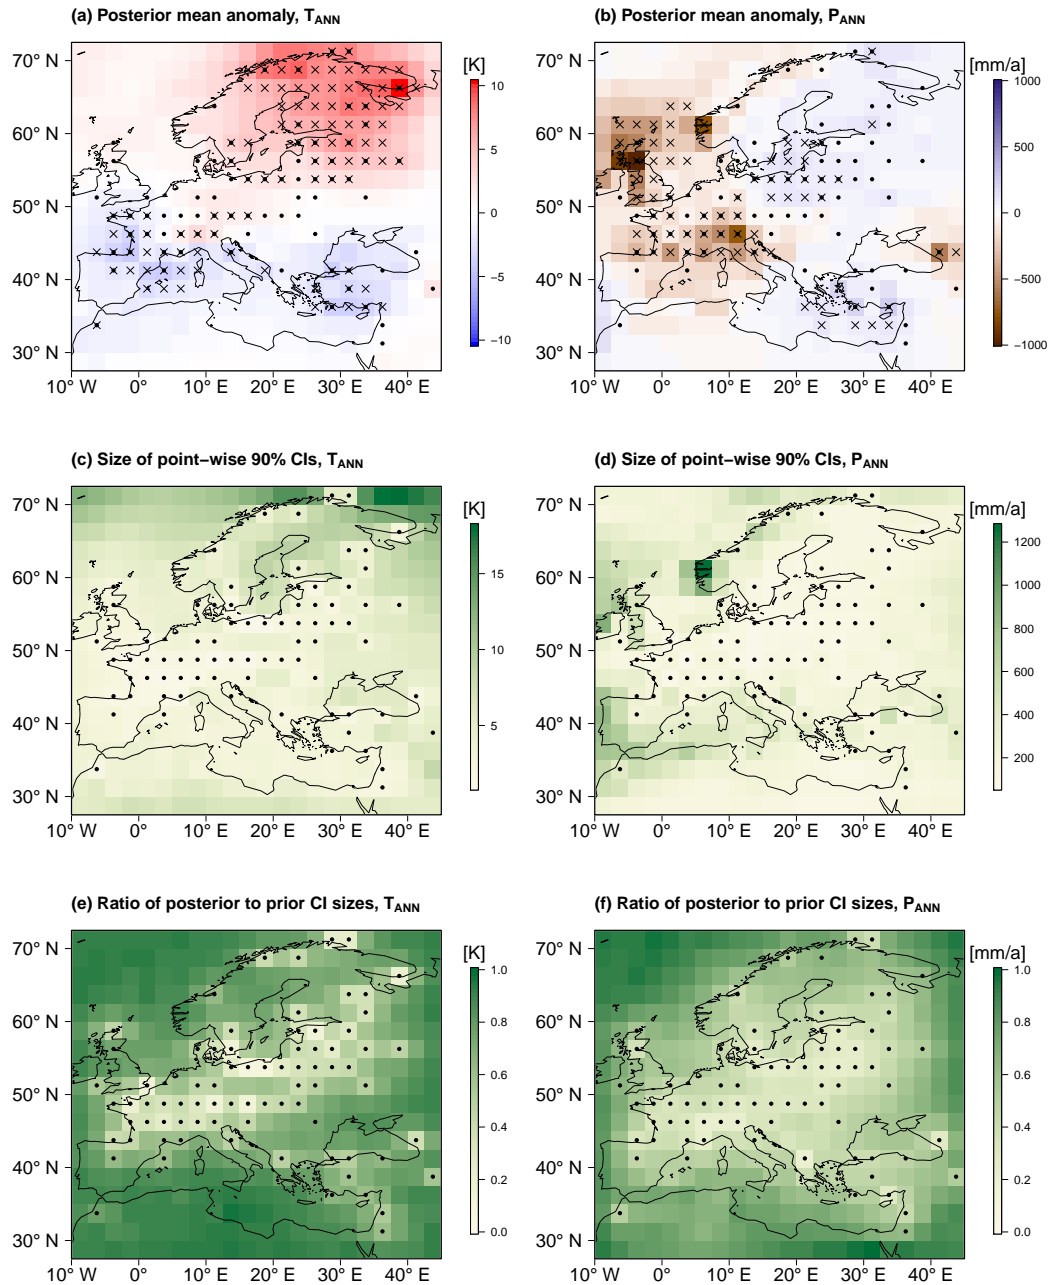 (a) Posterior mean anomaly, TANN
(b) Posterior mean anomaly, PANN
[K]
[mm/a]
70° N
60° N
50° N
40° N
30° N
10° W 0° 10° E 20° E 30° E 40° E
10
5
0
−5
−10
70° N
60° N
50° N
40° N
30° N
10° W 0° 10° E 20° E 30° E 40° E
1000
500
0
−500
−1000
(c) Size of point−wise 90% CIs, TANN
(d) Size of point−wise 90% CIs, PANN
[K]
[mm/a]
70° N
60° N
50° N
40° N
30° N
10° W 0° 10° E 20° E 30° E 40° E
15
10
5
70° N
60° N
50° N
40° N
30° N
10° W 0° 10° E 20° E 30° E 40° E
1200
1000
800
600
400
200
(e) Ratio of posterior to prior CI sizes, TANN
(f) Ratio of posterior to prior CI sizes, PANN
[K]
[mm/a]
70° N
60° N
50° N
40° N
30° N
10° W 0° 10° E 20° E 30° E 40° E
1.0
0.8
0.6
0.4
0.2
0.0
70° N
60° N
50° N
40° N
30° N
10° W 0° 10° E 20° E 30° E 40° E
1.0
0.8
0.6
0.4
0.2
0.0